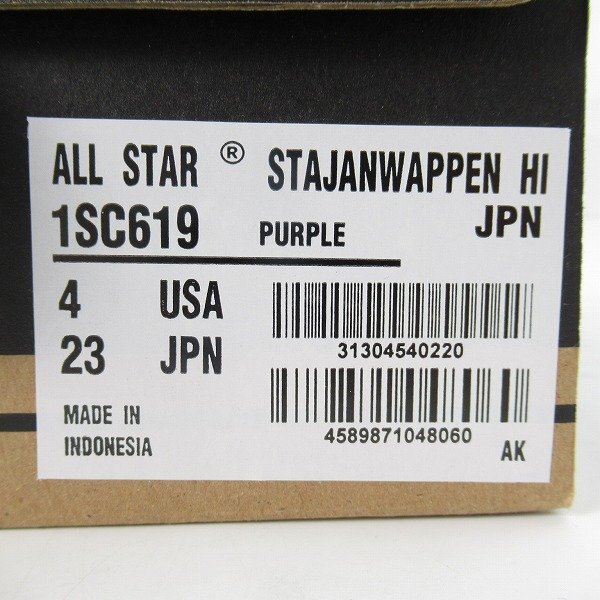 ALL STAR ® STAJANWAPPEN HI
1SC619 PURPLE JPN
4 USA
23 JPN
31304540220
MADE IN
INDONESIA
4589871048060
AK